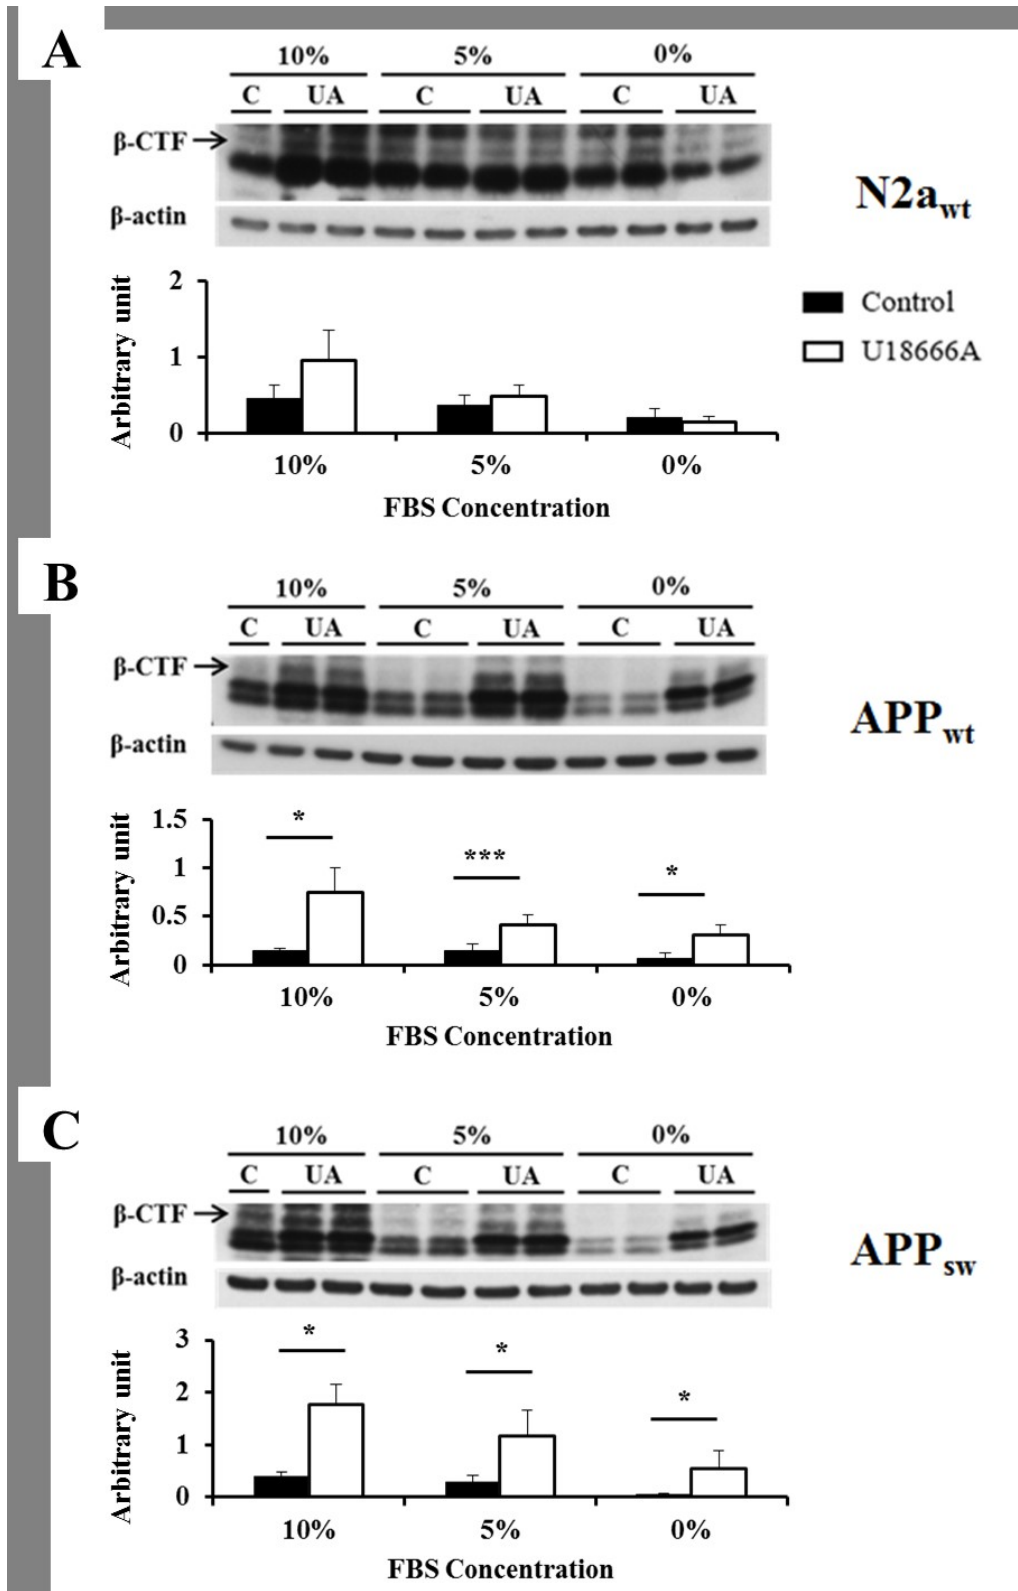 A
10% 5% 0%
C UA C UA C UA
β-CTF
N2awt
β-actin
2
1
0
Arbitrary unit
Control
U18666A
10% 5% 0%
FBS Concentration
B
10% 5% 0%
C UA C UA C UA
β-CTF
APPwt
β-actin
1.5
1
0.5
0
Arbitrary unit
* *** *
10% 5% 0%
FBS Concentration
C
10% 5% 0%
C UA C UA C UA
β-CTF
APPsw
β-actin
3
2
1
0
Arbitrary unit
* * *
10% 5% 0%
FBS Concentration